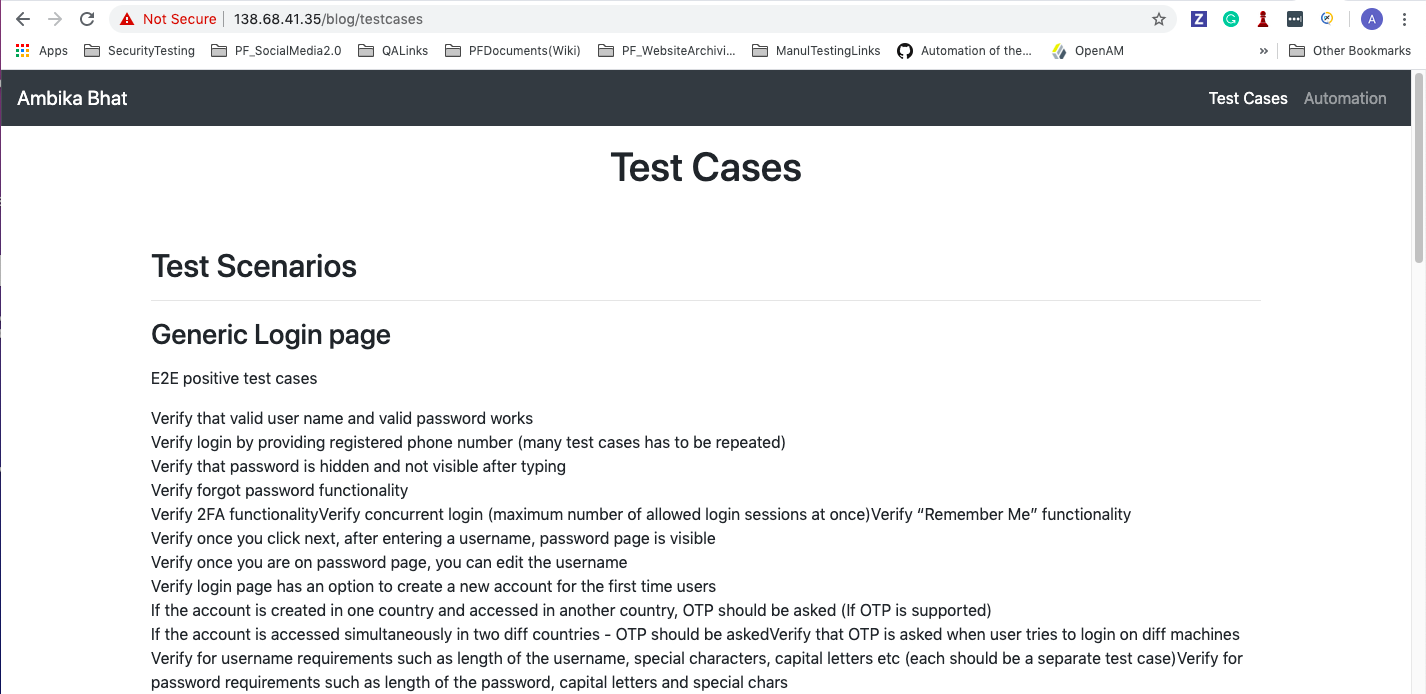 Not Secure 138.68.41.35/blog/testcases A
Apps SecurityTesting PF_SocialMedia2.0 QALinks PFDocuments(Wiki) PF_WebsiteArchivi... ManulTestingLinks Automation of the... OpenAM » Other Bookmarks
Ambika Bhat Test Cases Automation
Test Cases
Test Scenarios
Generic Login page
E2E positive test cases
Verify that valid user name and valid password works
Verify login by providing registered phone number (many test cases has to be repeated)
Verify that password is hidden and not visible after typing
Verify forgot password functionality
Verify 2FA functionalityVerify concurrent login (maximum number of allowed login sessions at once)Verify “Remember Me” functionality
Verify once you click next, after entering a username, password page is visible
Verify once you are on password page, you can edit the username
Verify login page has an option to create a new account for the first time users
If the account is created in one country and accessed in another country, OTP should be asked (If OTP is supported)
If the account is accessed simultaneously in two diff countries - OTP should be askedVerify that OTP is asked when user tries to login on diff machines
Verify for username requirements such as length of the username, special characters, capital letters etc (each should be a separate test case)Verify for
password requirements such as length of the password, capital letters and special chars